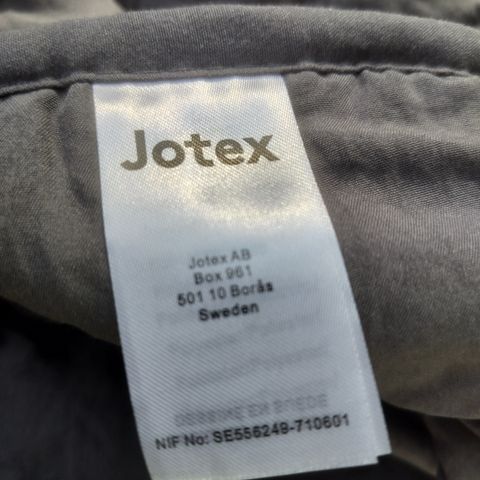 Jotex
Jotex AB
Box 961
501 10 Borås
Sweden
NIF No: SE556249-710601